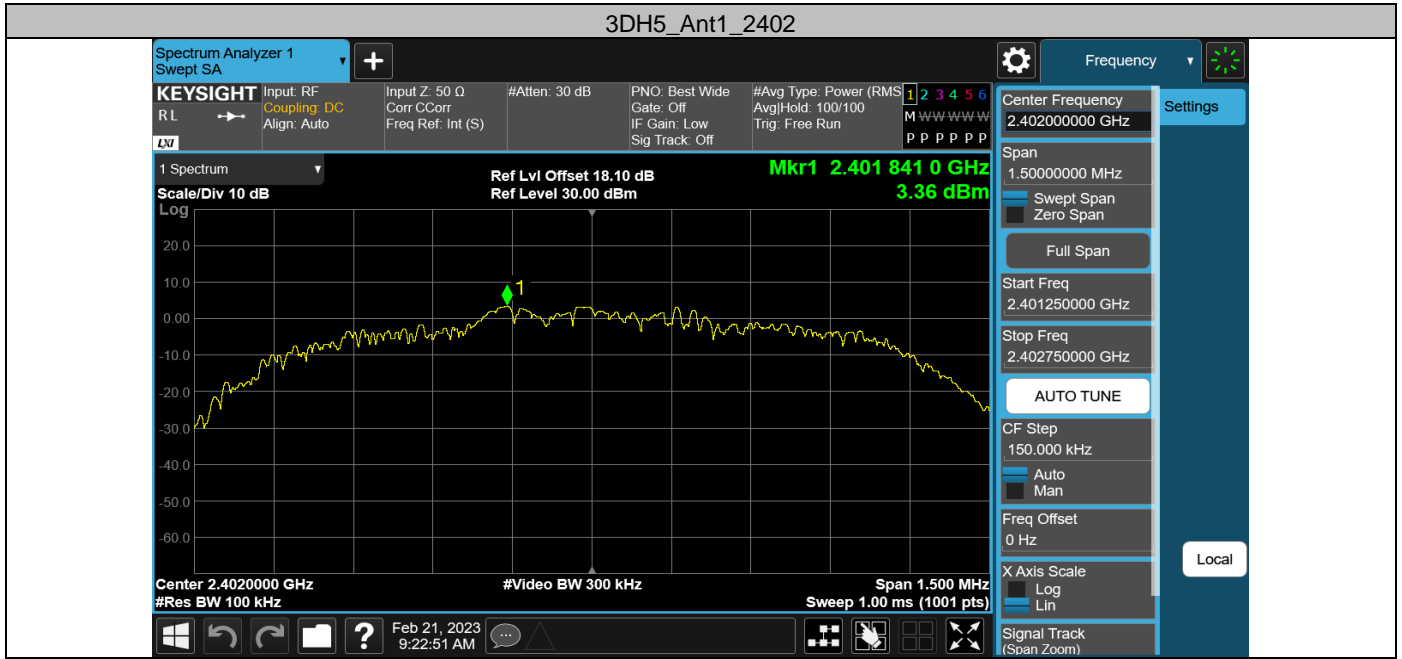 3DH5_Ant1_2402
Spectrum Analyzer 1
Swept SA
+
Frequency
KEYSIGHT
RL
LXI
Input: RF
Coupling: DC
Align: Auto
Input Z: 50 Ω
Corr CCorr
Freq Ref: Int (S)
#Atten: 30 dB
PNO: Best Wide
Gate: Off
IF Gain: Low
Sig Track: Off
#Avg Type: Power (RMS
Avg|Hold: 100/100
Trig: Free Run
1 2 3 4 5 6
M W W W W W
P P P P P P
1 Spectrum
Scale/Div 10 dB
Ref Lvl Offset 18.10 dB
Ref Level 30.00 dBm
Mkr1 2.401 841 0 GHz
3.36 dBm
Log
20.0
10.0
0.00
-10.0
-20.0
-30.0
-40.0
-50.0
-60.0
1
Center 2.4020000 GHz
#Res BW 100 kHz
#Video BW 300 kHz
Span 1.500 MHz
Sweep 1.00 ms (1001 pts)
Center Frequency
2.402000000 GHz
Settings
Span
1.50000000 MHz
Swept Span
Zero Span
Full Span
Start Freq
2.401250000 GHz
Stop Freq
2.402750000 GHz
AUTO TUNE
CF Step
150.000 kHz
Auto
Man
Freq Offset
0 Hz
Local
X Axis Scale
Log
Lin
Signal Track
(Span Zoom)
?
Feb 21, 2023
9:22:51 AM